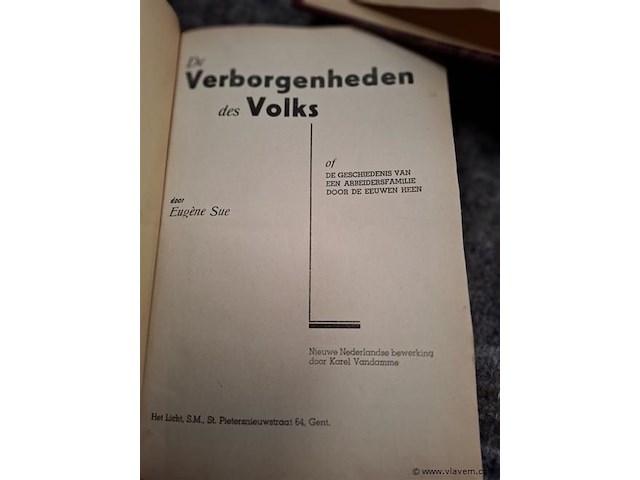 De
Verborgenheden
des Volks
of
DE GESCHIEDENIS VAN
EEN ARBEIDERSFAMILIE
DOOR DE EEUWEN HEEN
door
Eugène Sue
Nieuwe Nederlandse bewerking
door Karel Vandamme
Het Licht, S.M., St. Pietersnieuwstraat 64, Gent.
© www.vlavem.c